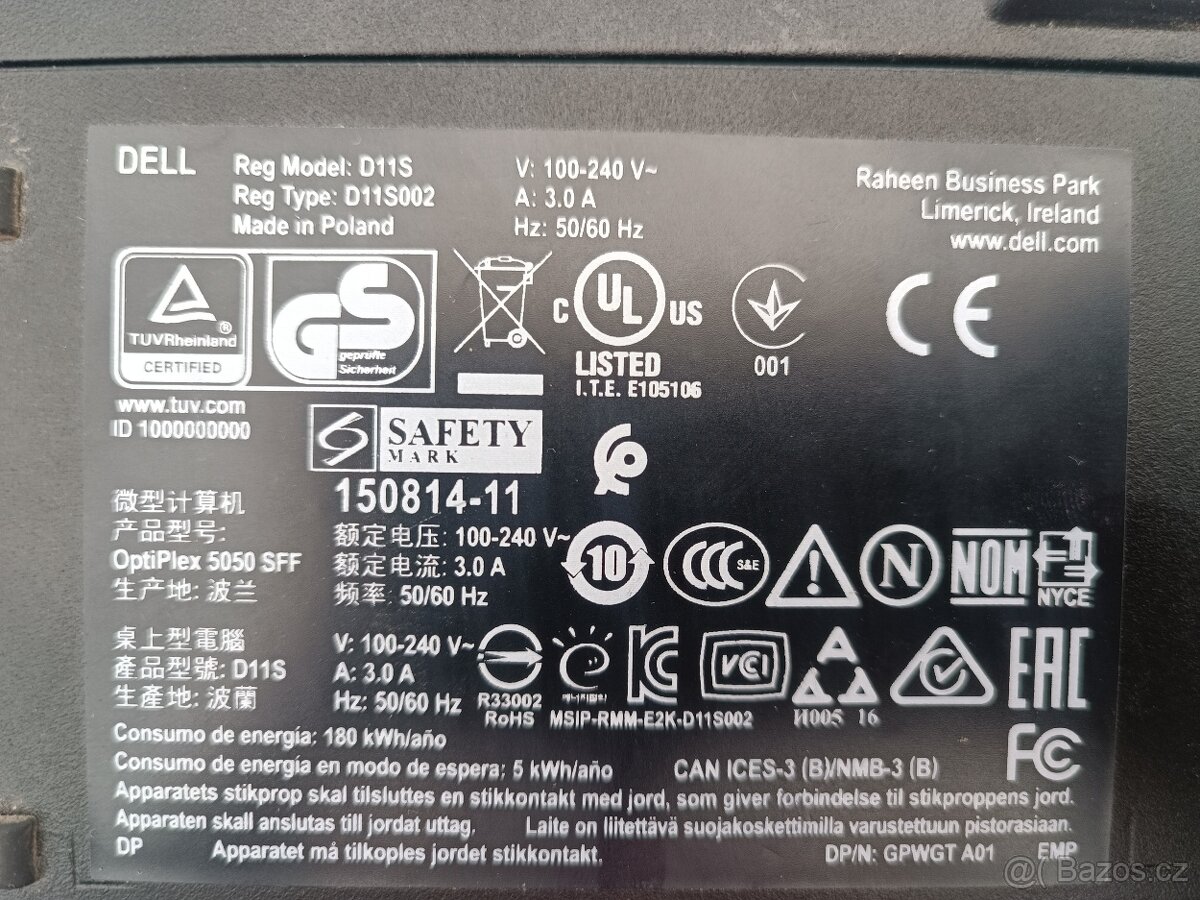 DELL
Reg Model: D11S
Reg Type: D11S002
Made in Poland
V: 100-240 V~
A: 3.0 A
Hz: 50/60 Hz
Raheen Business Park
Limerick, Ireland
www.dell.com
TUVRheinland®
CERTIFIED
GS
geprüfte
Sicherheit
C UL US
LISTED
I.T.E. E105106
001
CE
www.tuv.com
ID 1000000000
SAFETY
MARK
150814-11
微型计算机
产品型号:
OptiPlex 5050 SFF
生产地: 波兰
额定电压: 100-240 V~
额定电流: 3.0 A
频率: 50/60 Hz
10
CCC S&E
!
N
NOM
NYCE
桌上型電腦
產品型號: D11S
生產地: 波蘭
V: 100-240 V~
A: 3.0 A
Hz: 50/60 Hz
R33002
RoHS
MSIP-RMM-E2K-D11S002
KC
VCI
И005 16
EAC
Consumo de energía: 180 kWh/año
Consumo de energía en modo de espera: 5 kWh/año
CAN ICES-3 (B)/NMB-3 (B)
FC
Apparatets stikprop skal tilsluttes en stikkontakt med jord, som giver forbindelse til stikproppens jord.
Apparaten skall anslutas till jordat uttag. Laite on liitettävä suojakoskettimilla varustettuun pistorasiaan.
DP Apparatet må tilkoples jordet stikkontakt. DP/N: GPWGT A01 EMP
Bazos.cz